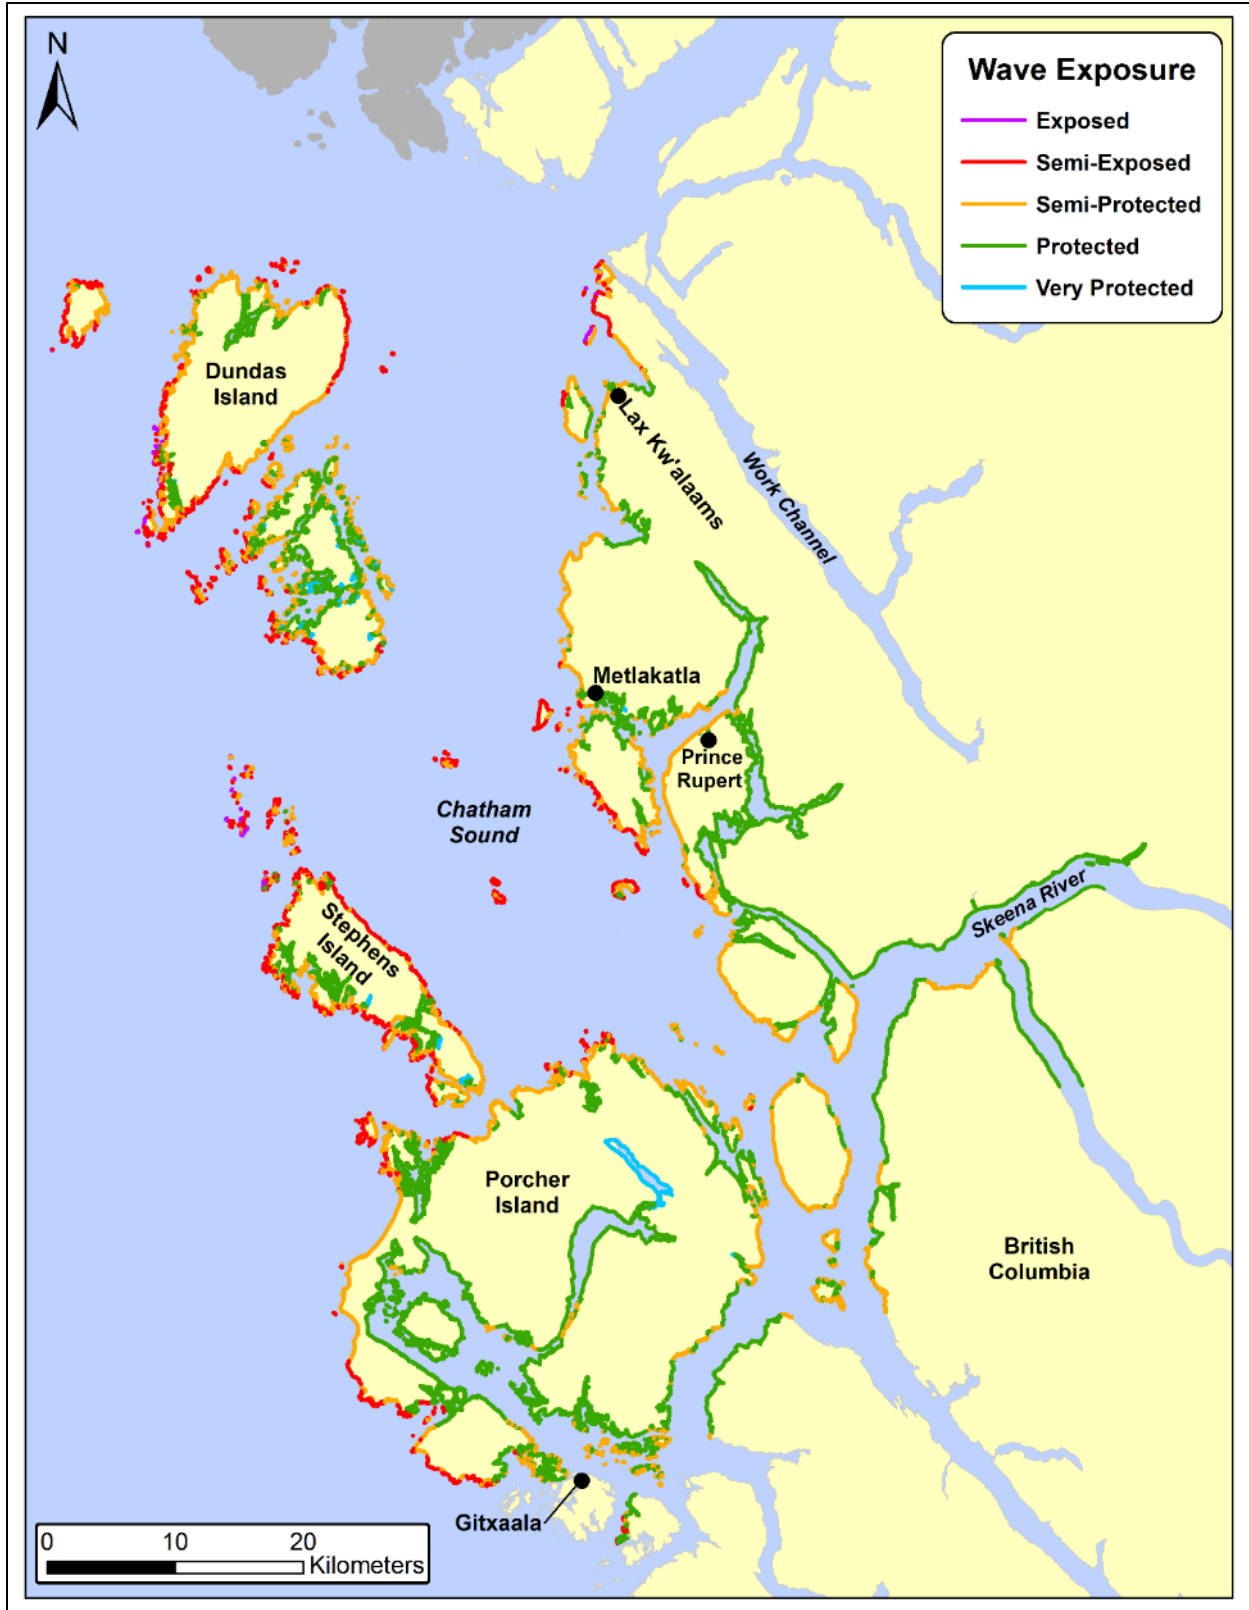 N
Wave Exposure
Exposed
Semi-Exposed
Semi-Protected
Protected
Very Protected
Dundas
Island
Lax Kw'alaams
Work Channel
Metlakatla
Prince
Rupert
Chatham
Sound
Skeena River
Stephens
Island
Porcher
Island
British
Columbia
Gitxaala
0 10 20
Kilometers